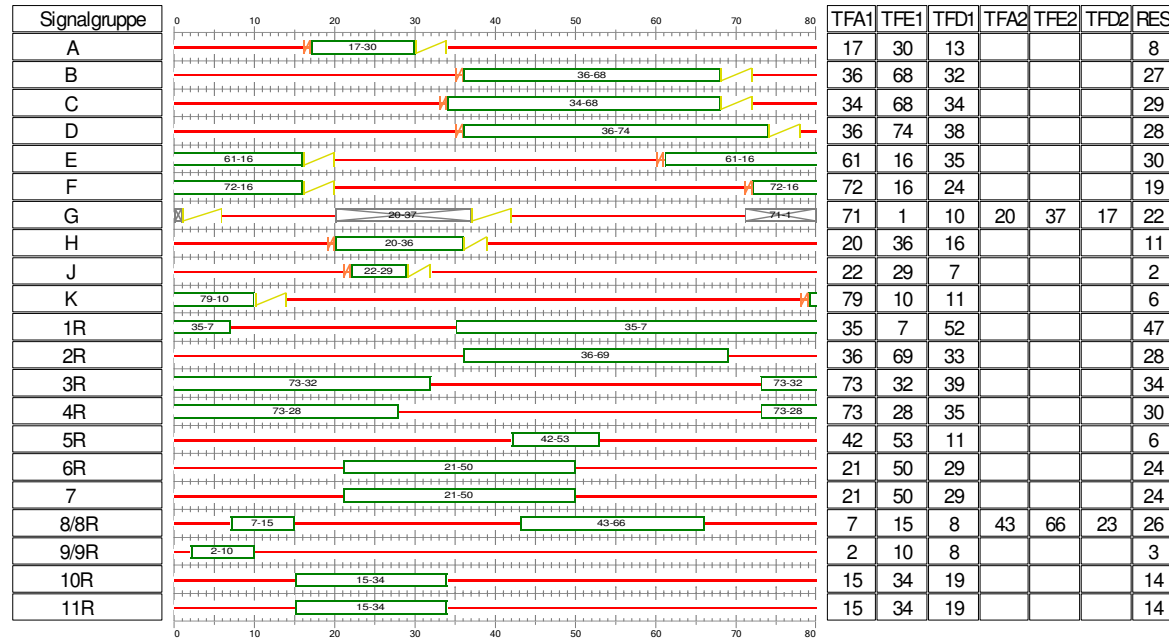 Signalgruppe 0 10 20 30 40 50 60 70 80 TFA1 TFE1 TFD1 TFA2 TFE2 TFD2 RES
A 17-30 17 30 13 8
B 36-68 36 68 32 27
C 34-68 34 68 34 29
D 36-74 36 74 38 28
E 61-16 61-16 61 16 35 30
F 72-16 72-16 72 16 24 19
G 20-37 71-1 71 1 10 20 37 17 22
H 20-36 20 36 16 11
J 22-29 22 29 7 2
K 79-10 79 10 11 6
1R 35-7 35-7 35 7 52 47
2R 36-69 36 69 33 28
3R 73-32 73-32 73 32 39 34
4R 73-28 73-28 73 28 35 30
5R 42-53 42 53 11 6
6R 21-50 21 50 29 24
7 21-50 21 50 29 24
8/8R 7-15 43-66 7 15 8 43 66 23 26
9/9R 2-10 2 10 8 3
10R 15-34 15 34 19 14
11R 15-34 15 34 19 14
0 10 20 30 40 50 60 70 80